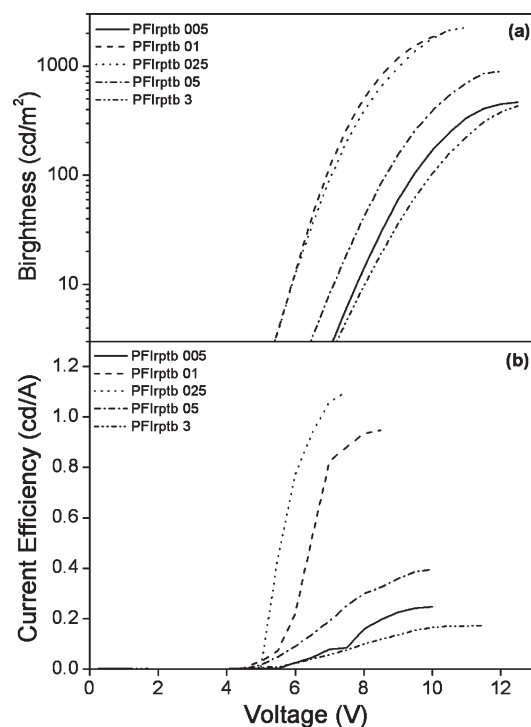 (a)
PFIrptb 005
PFIrptb 01
PFIrptb 025
PFIrptb 05
PFIrptb 3
1000
100
10
Birghtness (cd/m²)
(b)
PFIrptb 005
PFIrptb 01
PFIrptb 025
PFIrptb 05
PFIrptb 3
1.2
1.0
0.8
0.6
0.4
0.2
0.0
Current Efficiency (cd/A)
0 2 4 6 8 10 12
Voltage (V)